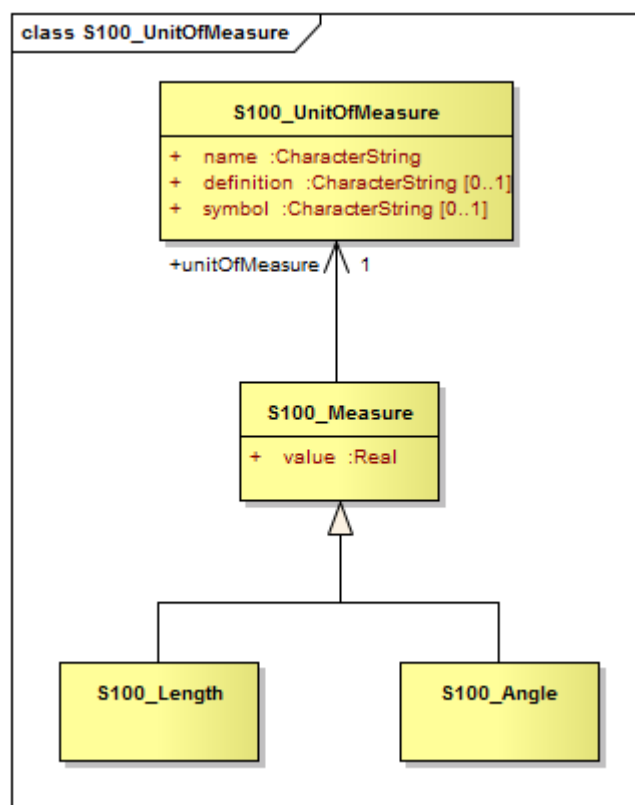 class S100_UnitOfMeasure
S100_UnitOfMeasure
+ name :CharacterString
+ definition :CharacterString [0..1]
+ symbol :CharacterString [0..1]
+unitOfMeasure 1
S100_Measure
+ value :Real
S100_Length S100_Angle